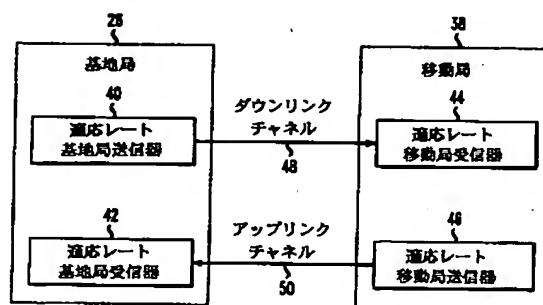 28
基地局
40
適応レート
基地局送信器
42
適応レート
基地局受信器
ダウンリンク
チャネル
48
アップリンク
チャネル
50
38
移動局
44
適応レート
移動局受信器
46
適応レート
移動局送信器